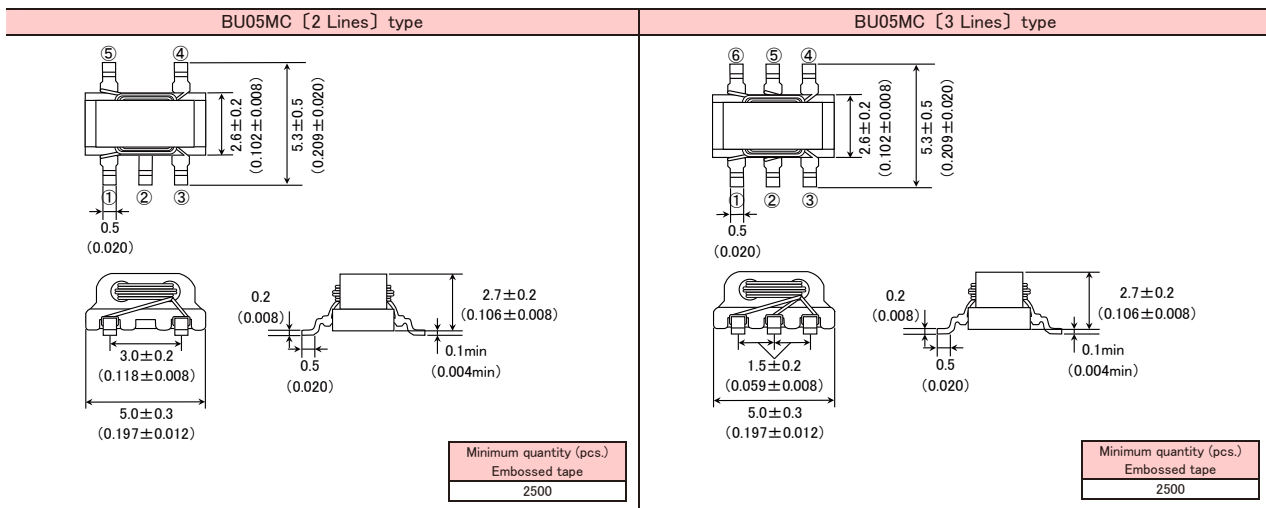 BU05MC〔2 Lines〕type
⑤ ④
2.6±0.2
(0.102±0.008)
5.3±0.5
(0.209±0.020)
① ② ③
0.5
(0.020)
0.2
(0.008)
2.7±0.2
(0.106±0.008)
3.0±0.2
(0.118±0.008)
0.5
(0.020)
0.1min
(0.004min)
5.0±0.3
(0.197±0.012)
Minimum quantity (pcs.)
Embossed tape
2500
BU05MC〔3 Lines〕type
⑥ ⑤ ④
2.6±0.2
(0.102±0.008)
5.3±0.5
(0.209±0.020)
① ② ③
0.5
(0.020)
0.2
(0.008)
2.7±0.2
(0.106±0.008)
1.5±0.2
(0.059±0.008)
0.5
(0.020)
0.1min
(0.004min)
5.0±0.3
(0.197±0.012)
Minimum quantity (pcs.)
Embossed tape
2500